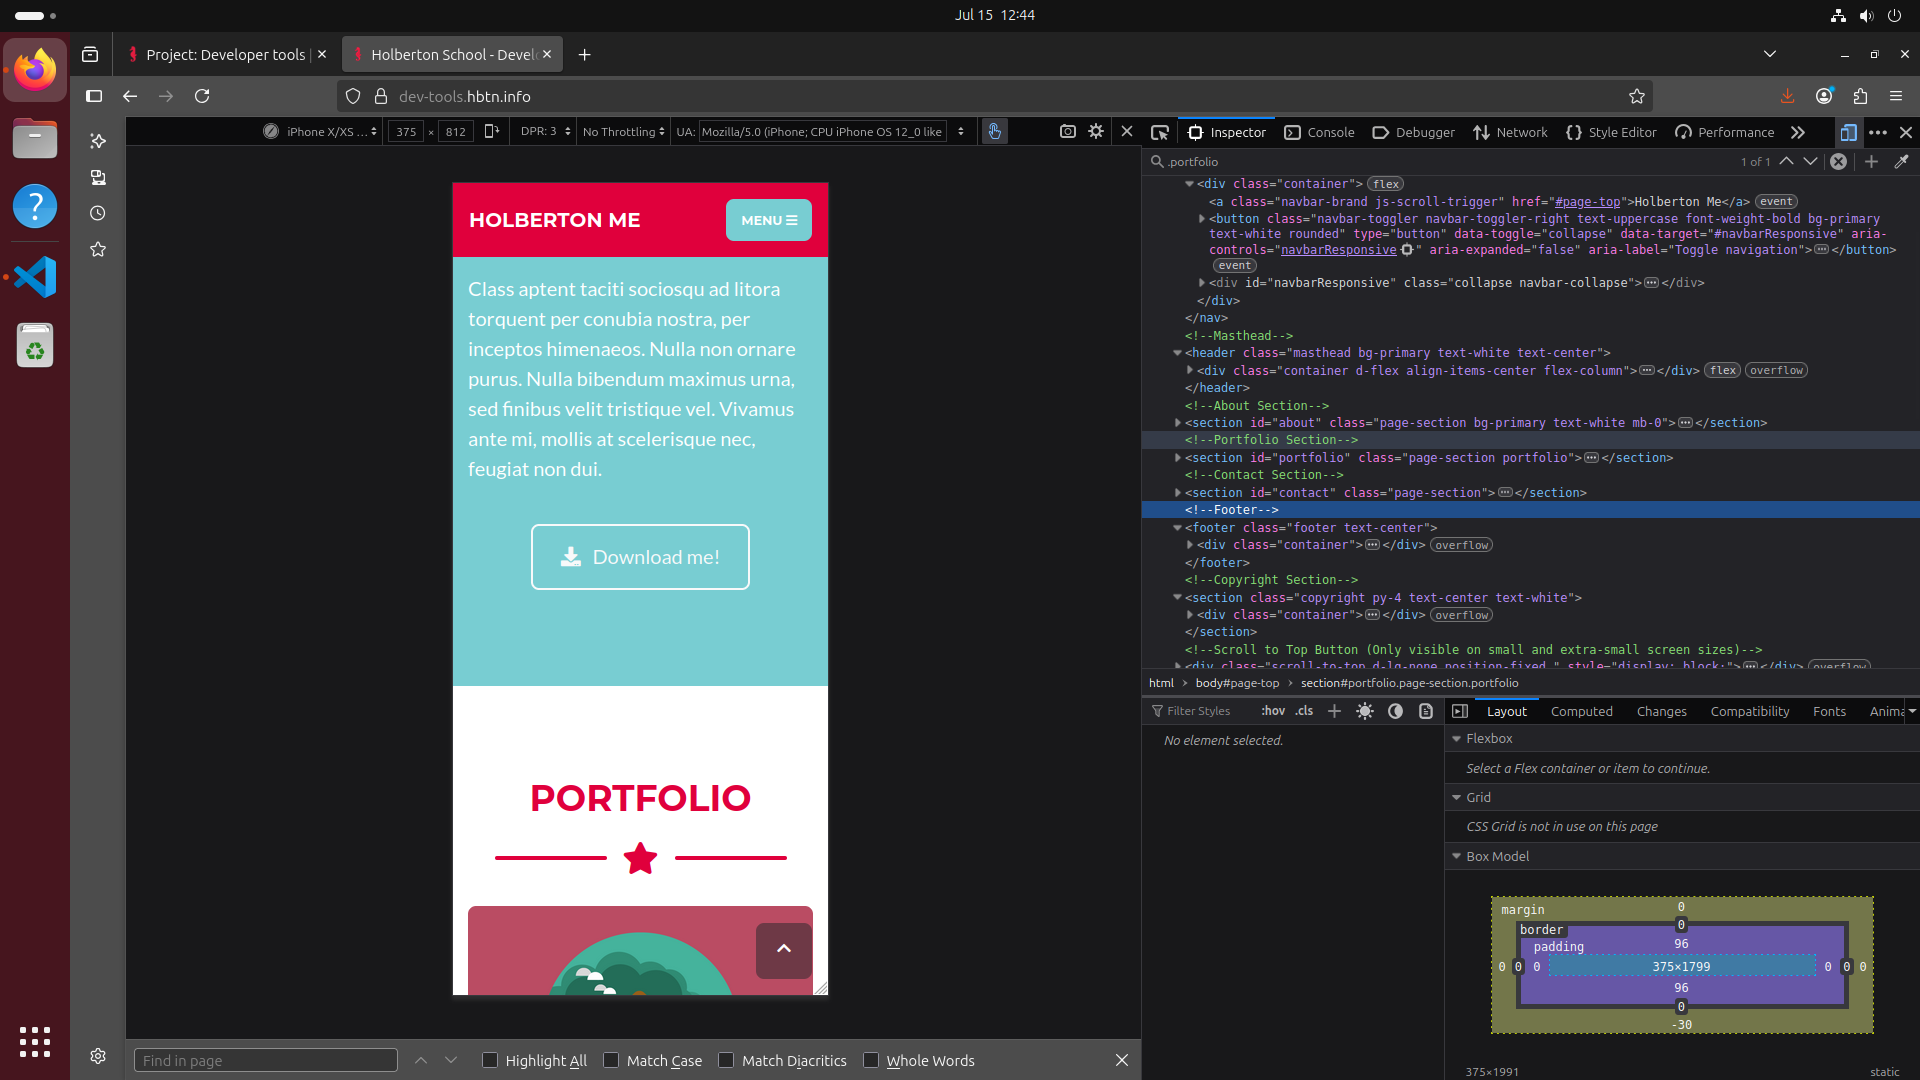 Jul 15 12:44
Project: Developer tools |
Holberton School - Devel
dev-tools.hbtn.info
iPhone X/XS ...
375 × 812
DPR: 3
No Throttling
UA: Mozilla/5.0 (iPhone; CPU iPhone OS 12_0 like
Inspector
Console
Debugger
Network
Style Editor
Performance
.portfolio
1 of 1
HOLBERTON ME
MENU
Class aptent taciti sociosqu ad litora
torquent per conubia nostra, per
inceptos himenaeos. Nulla non ornare
purus. Nulla bibendum maximus urna,
sed finibus velit tristique vel. Vivamus
ante mi, mollis at scelerisque nec,
feugiat non dui.
Download me!
PORTFOLIO
<div class="container"> flex
<a class="navbar-brand js-scroll-trigger" href="#page-top">Holberton Me</a> event
<button class="navbar-toggler navbar-toggler-right text-uppercase font-weight-bold bg-primary
text-white rounded" type="button" data-toggle="collapse" data-target="#navbarResponsive" aria-
controls="navbarResponsive" aria-expanded="false" aria-label="Toggle navigation">…</button>
event
<div id="navbarResponsive" class="collapse navbar-collapse">…</div>
</div>
</nav>
<!--Masthead-->
<header class="masthead bg-primary text-white text-center">
<div class="container d-flex align-items-center flex-column">…</div> flex overflow
</header>
<!--About Section-->
<section id="about" class="page-section bg-primary text-white mb-0">…</section>
<!--Portfolio Section-->
<section id="portfolio" class="page-section portfolio">…</section>
<!--Contact Section-->
<section id="contact" class="page-section">…</section>
<!--Footer-->
<footer class="footer text-center">
<div class="container">…</div> overflow
</footer>
<!--Copyright Section-->
<section class="copyright py-4 text-center text-white">
<div class="container">…</div> overflow
</section>
<!--Scroll to Top Button (Only visible on small and extra-small screen sizes)-->
<div class="scroll-to-top d-lg-none position-fixed " style="display: block;">…</div> overflow
html › body#page-top › section#portfolio.page-section.portfolio
Filter Styles
:hov .cls
No element selected.
Layout
Computed
Changes
Compatibility
Fonts
Anima
Flexbox
Select a Flex container or item to continue.
Grid
CSS Grid is not in use on this page
Box Model
margin
0
border
0
padding
96
0 0 0 375×1799 0 0 0
96
0
-30
375×1991
static
Find in page
Highlight All
Match Case
Match Diacritics
Whole Words